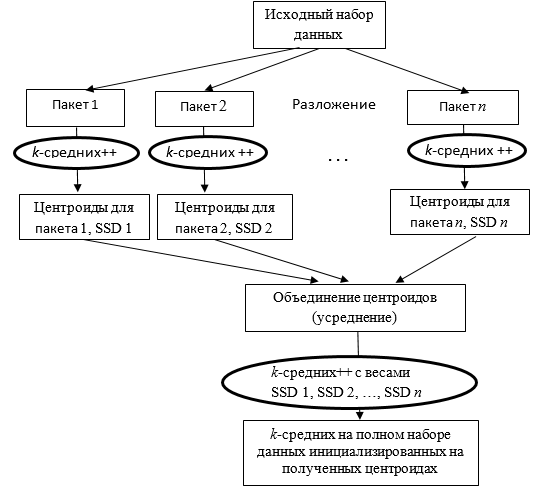 Исходный набор
данных
Пакет 1
Пакет 2
Разложение
Пакет n
k-средних++
k-средних ++
...
k-средних ++
Центроиды для
пакета 1, SSD 1
Центроиды для
пакета 2, SSD 2
Центроиды для
пакета n, SSD n
Объединение центроидов
(усреднение)
k-средних++ с весами
SSD 1, SSD 2, ..., SSD n
k-средних на полном наборе
данных инициализированных на
полученных центроидах